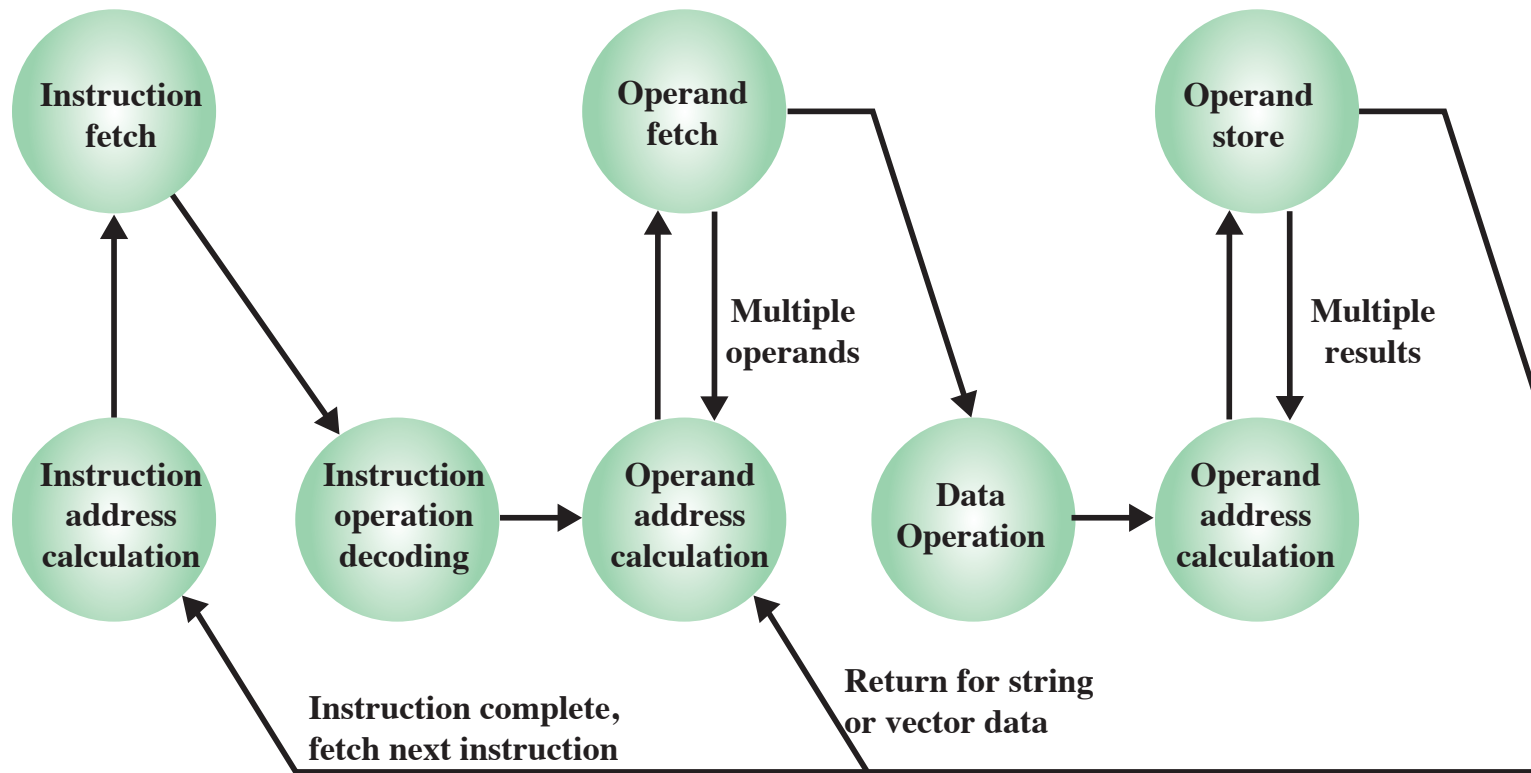 Instruction
fetch
Operand
fetch
Operand
store
Multiple
operands
Multiple
results
Instruction
address
calculation
Instruction
operation
decoding
Operand
address
calculation
Data
Operation
Operand
address
calculation
Instruction complete,
fetch next instruction
Return for string
or vector data